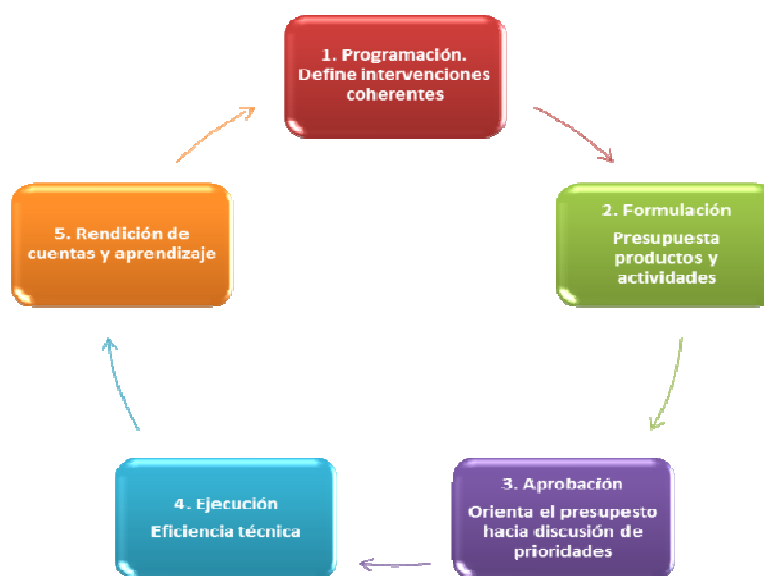 1. Programación.
Define intervenciones
coherentes
2. Formulación
Presupuesta
productos y
actividades
3. Aprobación
Orienta el presupesto
hacia discusión de
prioridades
4. Ejecución
Eficiencia técnica
5. Rendición de
cuentas y aprendizaje